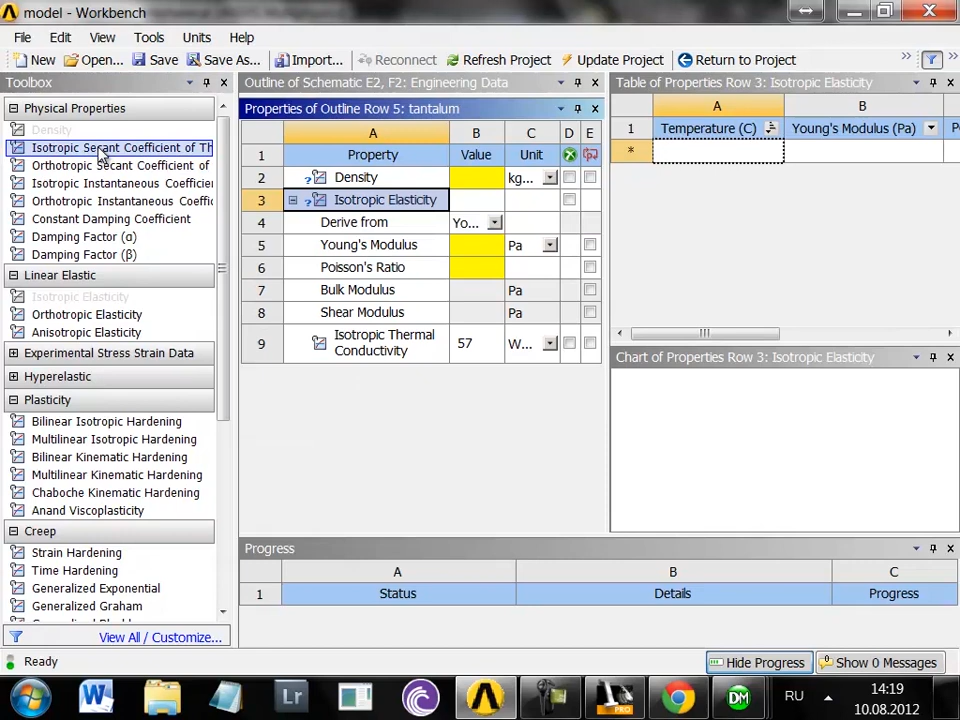 model - Workbench
File Edit View Tools Units Help
New Open... Save Save As... Import... Reconnect Refresh Project Update Project Return to Project
Toolbox
Physical Properties
Density
Isotropic Secant Coefficient of Th
Orthotropic Secant Coefficient of
Isotropic Instantaneous Coefficie
Orthotropic Instantaneous Coeffic
Constant Damping Coefficient
Damping Factor (α)
Damping Factor (β)
Linear Elastic
Isotropic Elasticity
Orthotropic Elasticity
Anisotropic Elasticity
Experimental Stress Strain Data
Hyperelastic
Plasticity
Bilinear Isotropic Hardening
Multilinear Isotropic Hardening
Bilinear Kinematic Hardening
Multilinear Kinematic Hardening
Chaboche Kinematic Hardening
Anand Viscoplasticity
Creep
Strain Hardening
Time Hardening
Generalized Exponential
Generalized Graham
View All / Customize...
Outline of Schematic E2, F2: Engineering Data
Properties of Outline Row 5: tantalum
A B C D E
1 Property Value Unit
2 Density kg...
3 Isotropic Elasticity
4 Derive from Yo...
5 Young's Modulus Pa
6 Poisson's Ratio
7 Bulk Modulus Pa
8 Shear Modulus Pa
9 Isotropic Thermal Conductivity 57 W...
Table of Properties Row 3: Isotropic Elasticity
A B
1 Temperature (C) Young's Modulus (Pa) P
*
Chart of Properties Row 3: Isotropic Elasticity
Progress
A B C
1 Status Details Progress
Ready
Hide Progress Show 0 Messages
Lr PRO DM RU 14:19
10.08.2012